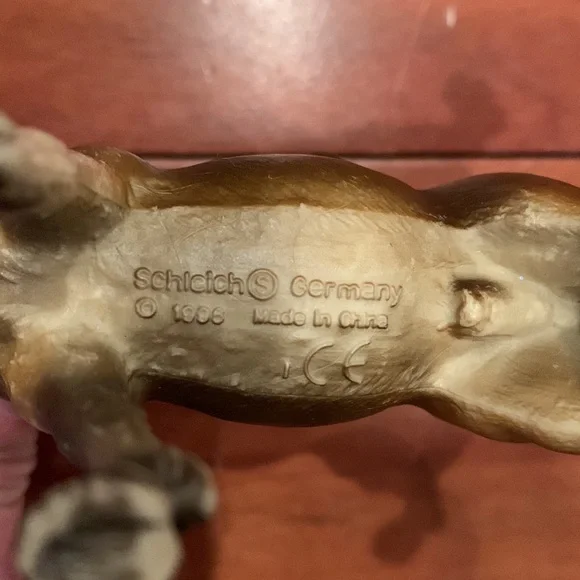 Schleich S Germany
© 1996 Made in China
CE